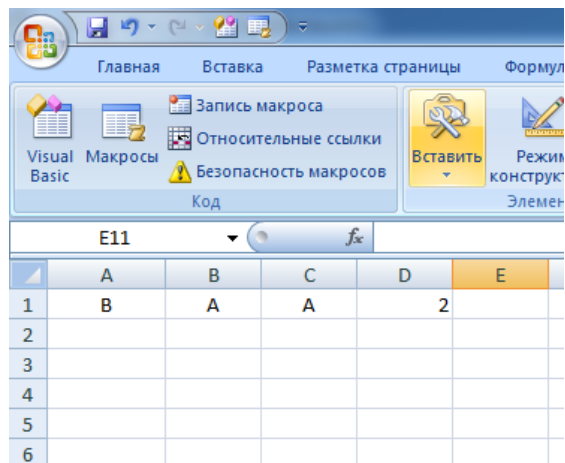 Главная Вставка Разметка страницы Формул
Запись макроса
Относительные ссылки
Безопасность макросов
Visual Basic
Макросы
Код
Вставить
Режим
конструкт
Элемен
E11 fx
A B C D E
1 B A A 2
2
3
4
5
6